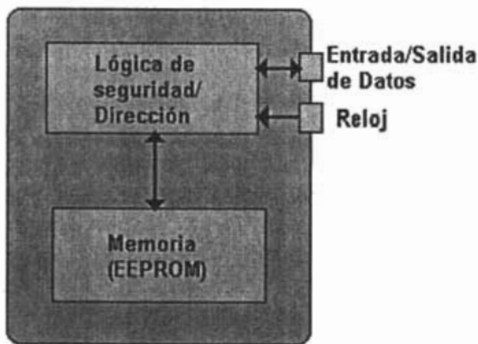 Lógica de
seguridad/
Dirección
Entrada/Salida
de Datos
Reloj
Memoria
(EEPROM)